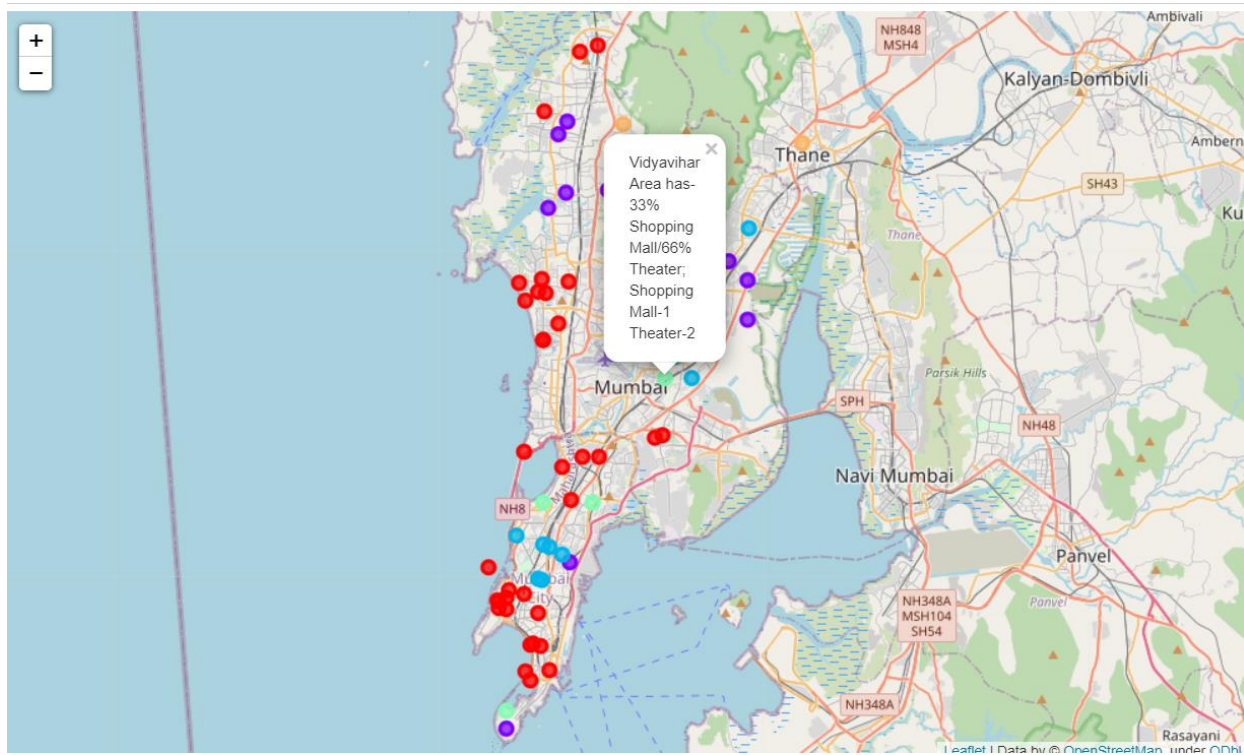 +
−
Ambivali
NH848
MSH4
Kalyan-Dombivli
Ambern
Thane
SH43
Ku
Thane
×
Vidyavihar
Area has-
33%
Shopping
Mall/66%
Theater;
Shopping
Mall-1
Theater-2
Parsik Hills
Mumbai
SPH
NH48
Navi Mumbai
NH8
Panvel
Mumbai
City
NH348A
MSH104
SH54
Panvel
NH348A
Rasayani
Leaflet | Data by © OpenStreetMap, under ODbL